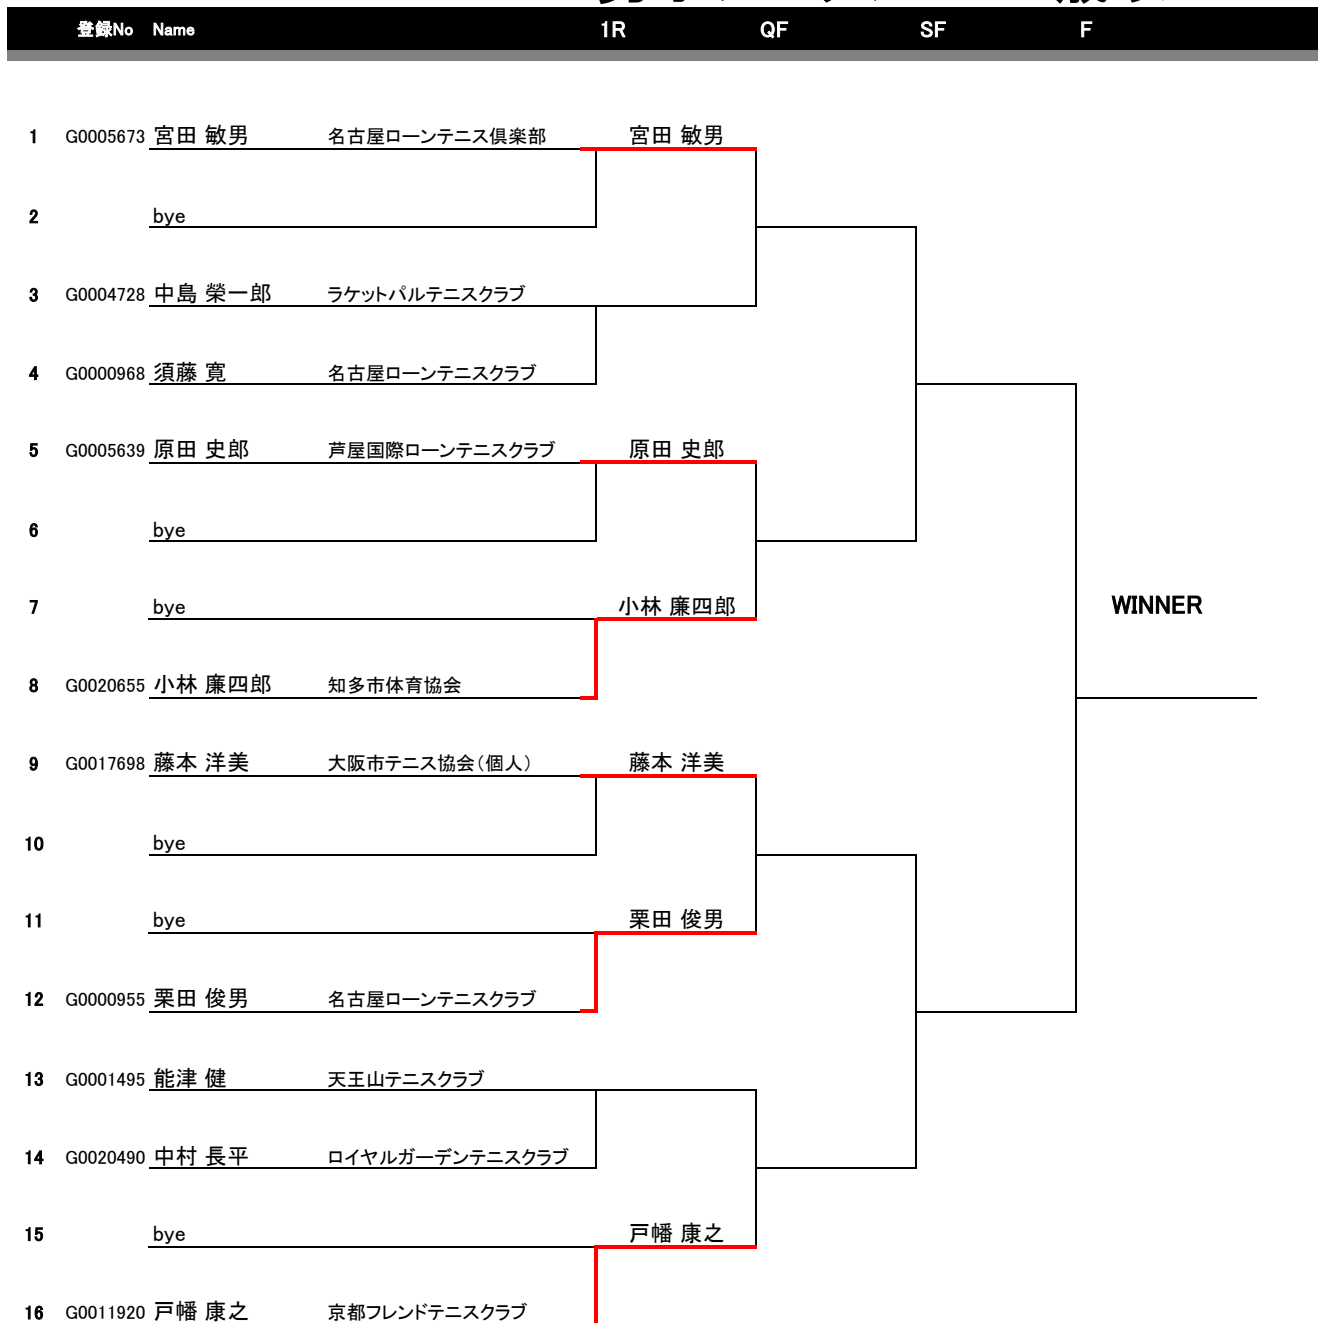 登録No Name 1R QF SF F
1 G0005673 宮田 敏男 名古屋ローンテニス倶楽部 宮田 敏男
2 bye
3 G0004728 中島 榮一郎 ラケットパルテニスクラブ
4 G0000968 須藤 寛 名古屋ローンテニスクラブ
5 G0005639 原田 史郎 芦屋国際ローンテニスクラブ 原田 史郎
6 bye
7 bye 小林 廉四郎 WINNER
8 G0020655 小林 廉四郎 知多市体育協会
9 G0017698 藤本 洋美 大阪市テニス協会（個人） 藤本 洋美
10 bye
11 bye 栗田 俊男
12 G0000955 栗田 俊男 名古屋ローンテニスクラブ
13 G0001495 能津 健 天王山テニスクラブ
14 G0020490 中村 長平 ロイヤルガーデンテニスクラブ
15 bye 戸幡 康之
16 G0011920 戸幡 康之 京都フレンドテニスクラブ